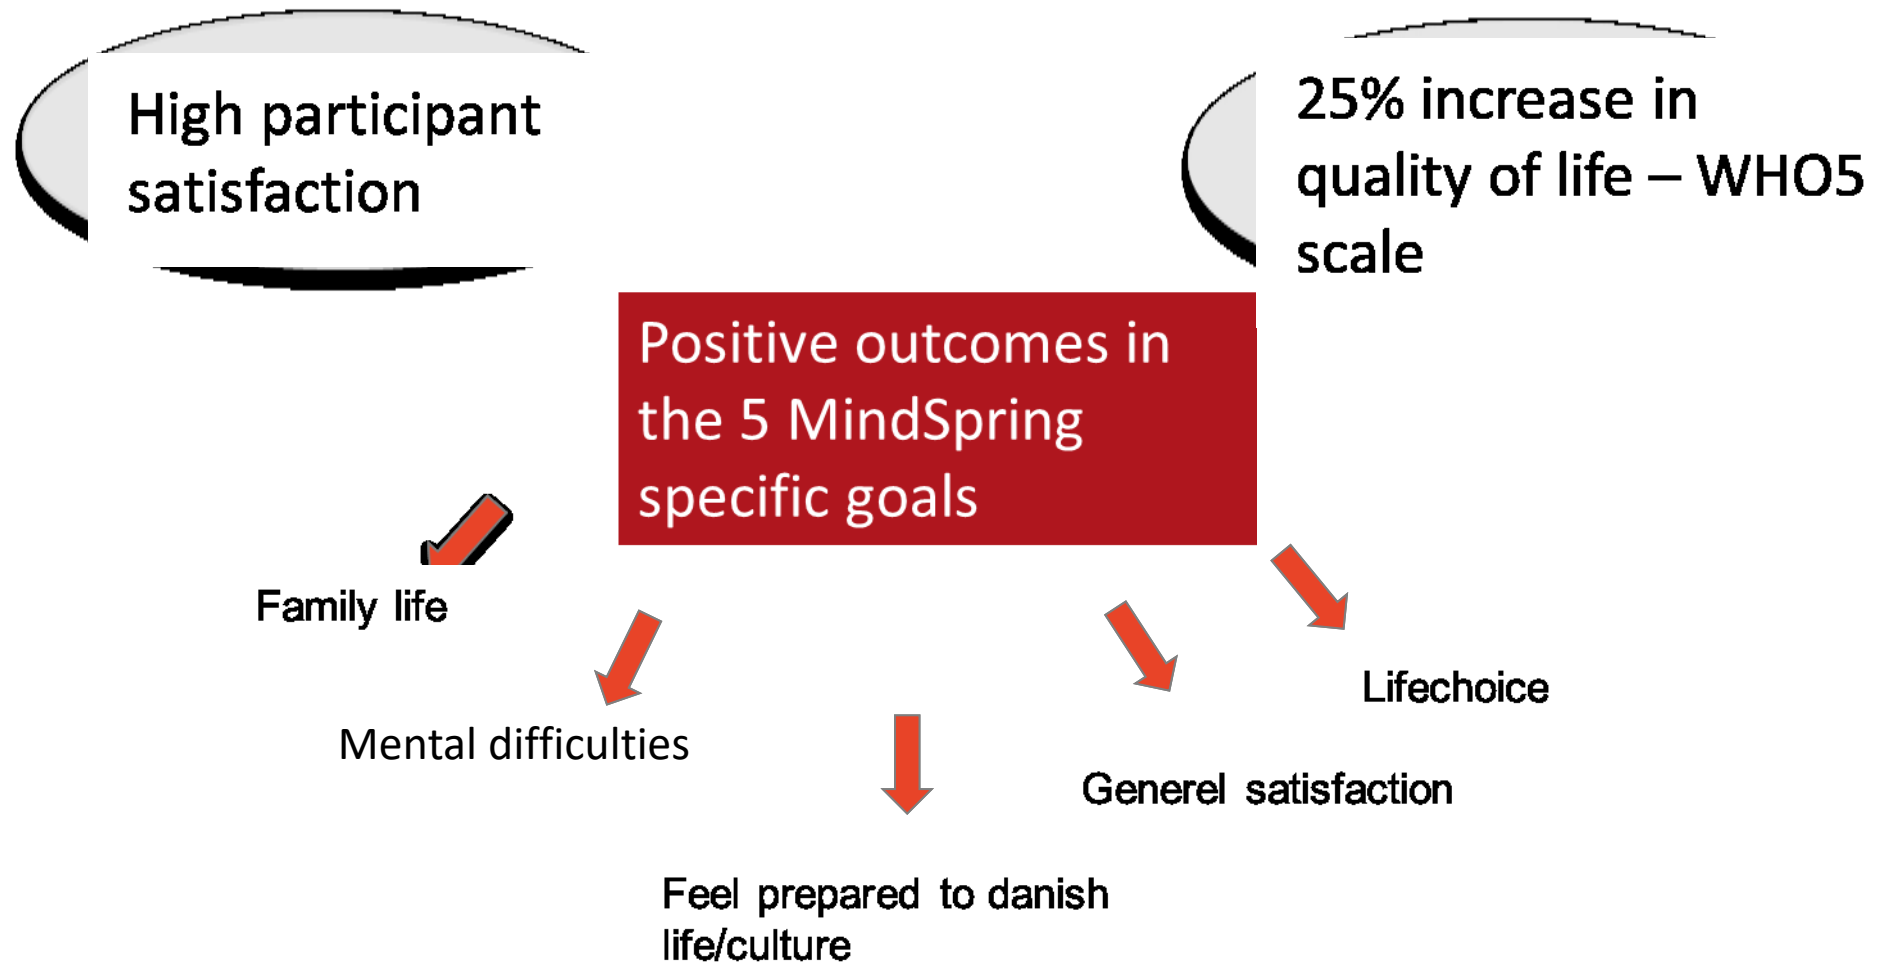 High participant
satisfaction
25% increase in
quality of life – WHO5
scale
Positive outcomes in
the 5 MindSpring
specific goals
Family life
Mental difficulties
Feel prepared to danish
life/culture
Generel satisfaction
Lifechoice